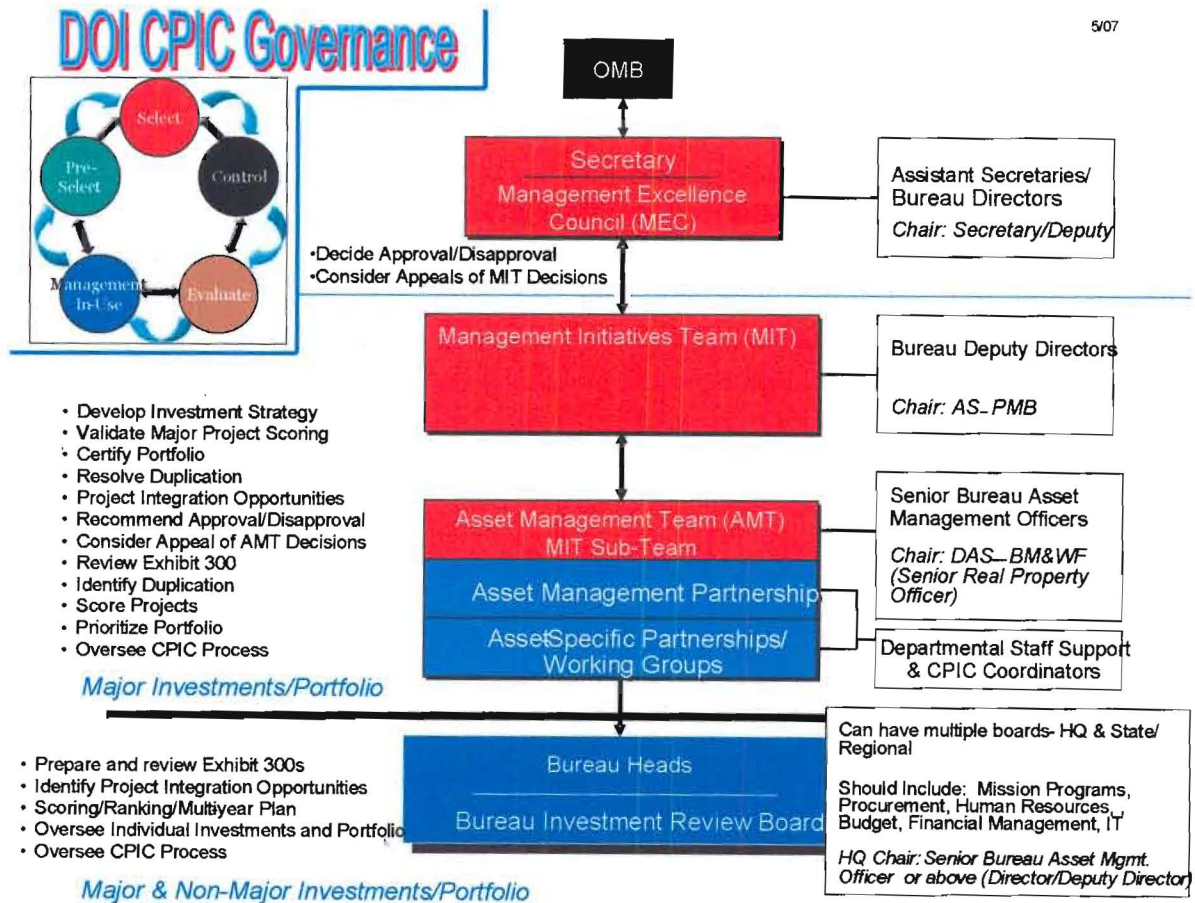 DOI CPIC Governance
5/07
Select
Pre-
Select
Control
Management
In-Use
Evaluate
OMB
Secretary
Management Excellence
Council (MEC)
Assistant Secretaries/
Bureau Directors
Chair: Secretary/Deputy
•Decide Approval/Disapproval
•Consider Appeals of MIT Decisions
Management Initiatives Team (MIT)
Bureau Deputy Directors
Chair: AS-PMB
• Develop Investment Strategy
• Validate Major Project Scoring
• Certify Portfolio
• Resolve Duplication
• Project Integration Opportunities
• Recommend Approval/Disapproval
• Consider Appeal of AMT Decisions
• Review Exhibit 300
• Identify Duplication
• Score Projects
• Prioritize Portfolio
• Oversee CPIC Process
Asset Management Team (AMT)
MIT Sub-Team
Asset Management Partnership
AssetSpecific Partnerships/
Working Groups
Senior Bureau Asset
Management Officers
Chair: DAS-BM&WF
(Senior Real Property
Officer)
Departmental Staff Support
& CPIC Coordinators
Major Investments/Portfolio
• Prepare and review Exhibit 300s
• Identify Project Integration Opportunities
• Scoring/Ranking/Multiyear Plan
• Oversee Individual Investments and Portfolio
• Oversee CPIC Process
Bureau Heads
Bureau Investment Review Board
Can have multiple boards- HQ & State/
Regional
Should Include: Mission Programs,
Procurement, Human Resources,
Budget, Financial Management, IT
HQ Chair: Senior Bureau Asset Mgmt.
Officer or above (Director/Deputy Director)
Major & Non-Major Investments/Portfolio